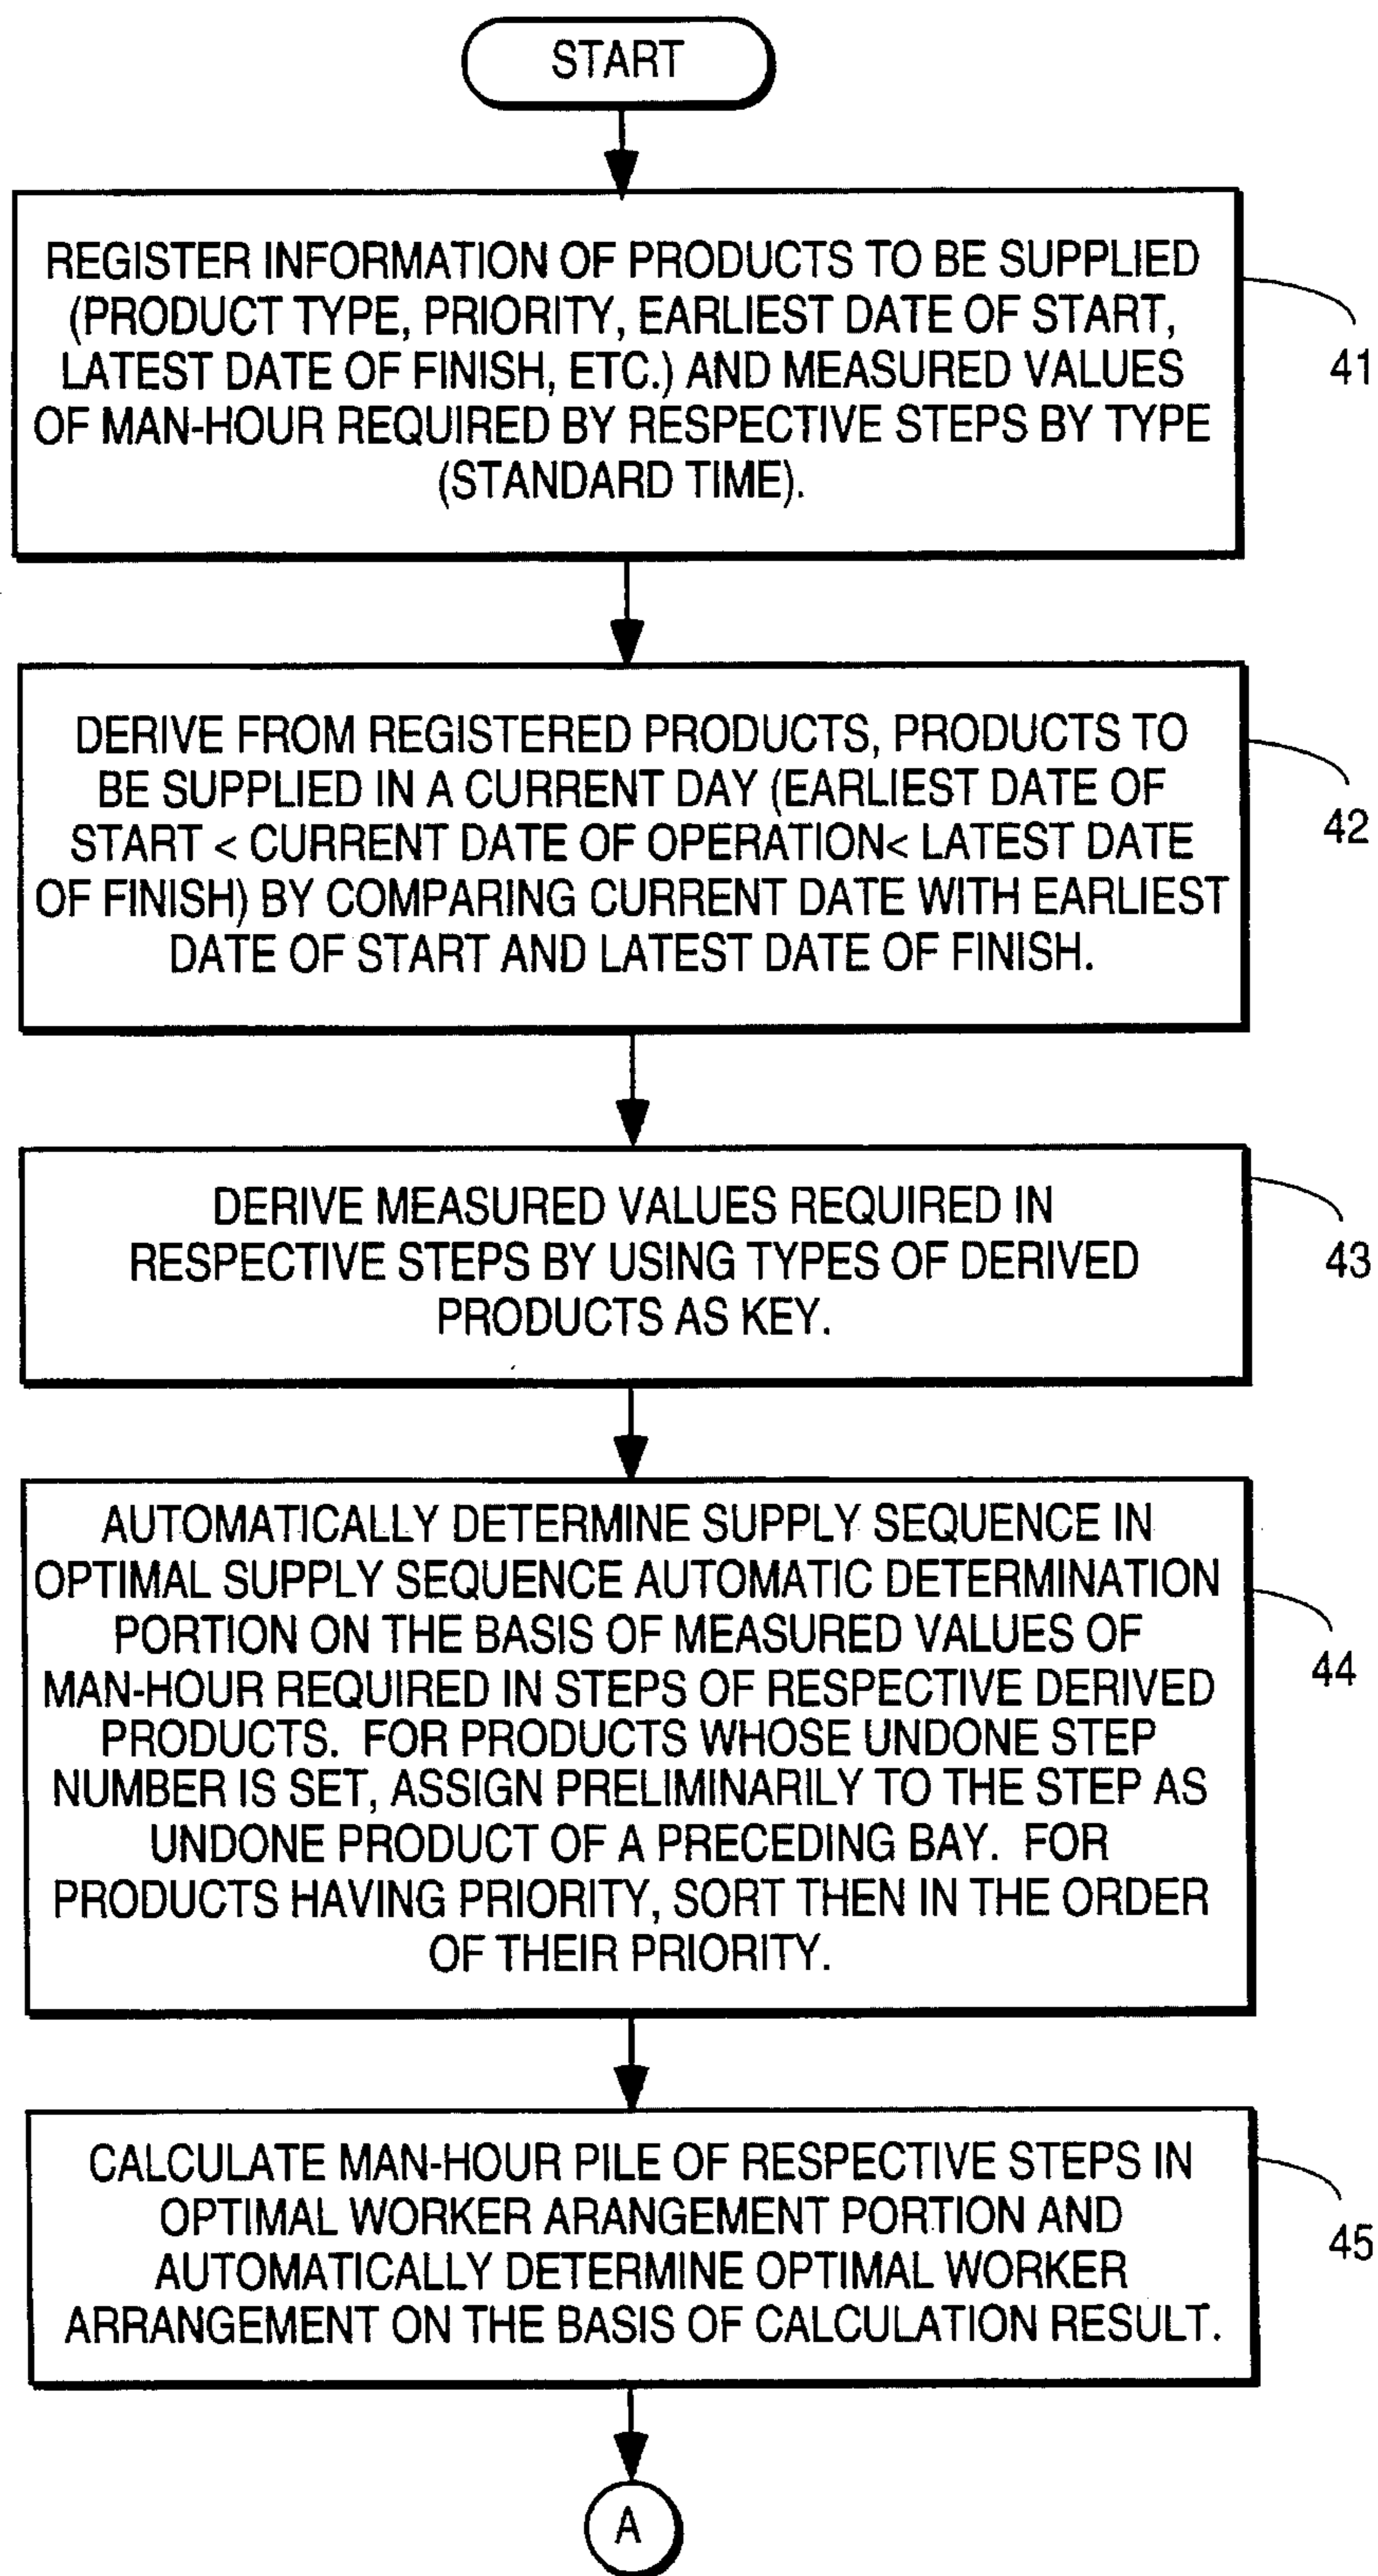 START
REGISTER INFORMATION OF PRODUCTS TO BE SUPPLIED
(PRODUCT TYPE, PRIORITY, EARLIEST DATE OF START,
LATEST DATE OF FINISH, ETC.) AND MEASURED VALUES
OF MAN-HOUR REQUIRED BY RESPECTIVE STEPS BY TYPE
(STANDARD TIME).
41
DERIVE FROM REGISTERED PRODUCTS, PRODUCTS TO
BE SUPPLIED IN A CURRENT DAY (EARLIEST DATE OF
START < CURRENT DATE OF OPERATION< LATEST DATE
OF FINISH) BY COMPARING CURRENT DATE WITH EARLIEST
DATE OF START AND LATEST DATE OF FINISH.
42
DERIVE MEASURED VALUES REQUIRED IN
RESPECTIVE STEPS BY USING TYPES OF DERIVED
PRODUCTS AS KEY.
43
AUTOMATICALLY DETERMINE SUPPLY SEQUENCE IN
OPTIMAL SUPPLY SEQUENCE AUTOMATIC DETERMINATION
PORTION ON THE BASIS OF MEASURED VALUES OF
MAN-HOUR REQUIRED IN STEPS OF RESPECTIVE DERIVED
PRODUCTS. FOR PRODUCTS WHOSE UNDONE STEP
NUMBER IS SET, ASSIGN PRELIMINARILY TO THE STEP AS
UNDONE PRODUCT OF A PRECEDING BAY. FOR
PRODUCTS HAVING PRIORITY, SORT THEN IN THE ORDER
OF THEIR PRIORITY.
44
CALCULATE MAN-HOUR PILE OF RESPECTIVE STEPS IN
OPTIMAL WORKER ARANGEMENT PORTION AND
AUTOMATICALLY DETERMINE OPTIMAL WORKER
ARRANGEMENT ON THE BASIS OF CALCULATION RESULT.
45
A